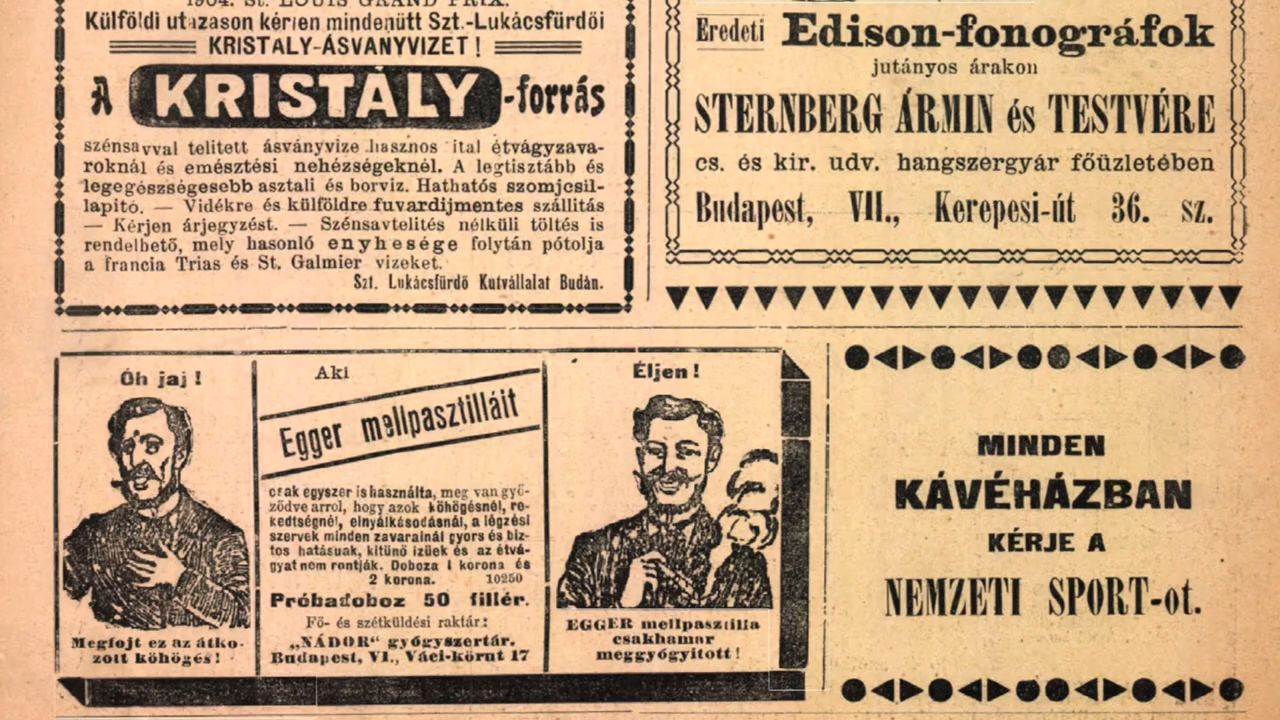 1904. St. LOUIS GRAND PRIX.
Külföldi utazason kérjen mindenütt Szt.-Lukácsfürdői
KRISTALY-ÁSVANYVIZET!
A KRISTÁLY-forrás
szénsavval telitett ásványvize hasznos ital étvágyzava-
roknál és emésztési nehézségeknél. A legtisztább és
legegészségesebb asztali és borviz. Hathatós szomjcsil-
lapitó. — Vidékre és külföldre fuvardijmentes szállitás
— Kérjen árjegyzést. — Szénsavtelités nélküli töltés is
rendelhető, mely hasonló enyhesége folytán pótolja
a francia Trias és St. Galmier vizeket.
Szt. Lukácsfürdő Kutvállalat Budán.
Eredeti Edison-fonográfok
jutányos árakon
STERNBERG ÁRMIN és TESTVÉRE
cs. és kir. udv. hangszergyár főüzletében
Budapest, VII., Kerepesi-út 36. sz.
Óh jaj!
Megfojt ez az átko-
zott köhögés!
Aki
Egger mellpasztilláit
csak egyszer is használta, meg van győ-
ződve arról, hogy azok köhögésnél, re-
kedtségnél, elnyálkásodásnál, a légzési
szervek minden zavarainál gyors és biz-
tos hatásuak, kitünő izüek és az étvá-
gyat nem rontják. Doboza 1 korona és
2 korona. 10250
Próbadoboz 50 fillér.
Fő- és szétküldési raktár:
„NÁDOR“ gyógyszertár.
Budapest, VI., Váci-körut 17
Éljen!
EGGER mellpasztilla
csakhamar
meggyógyitott!
MINDEN
KÁVÉHÁZBAN
KÉRJE A
NEMZETI SPORT-ot.